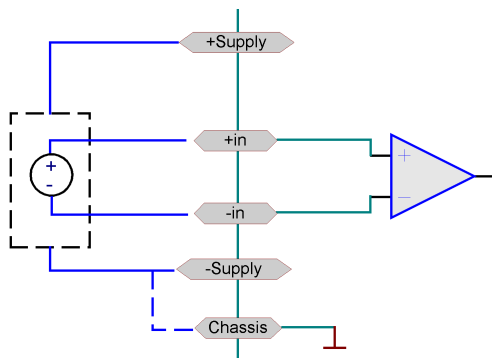 +Supply
+in
+
-
+
-in
−
-Supply
Chassis